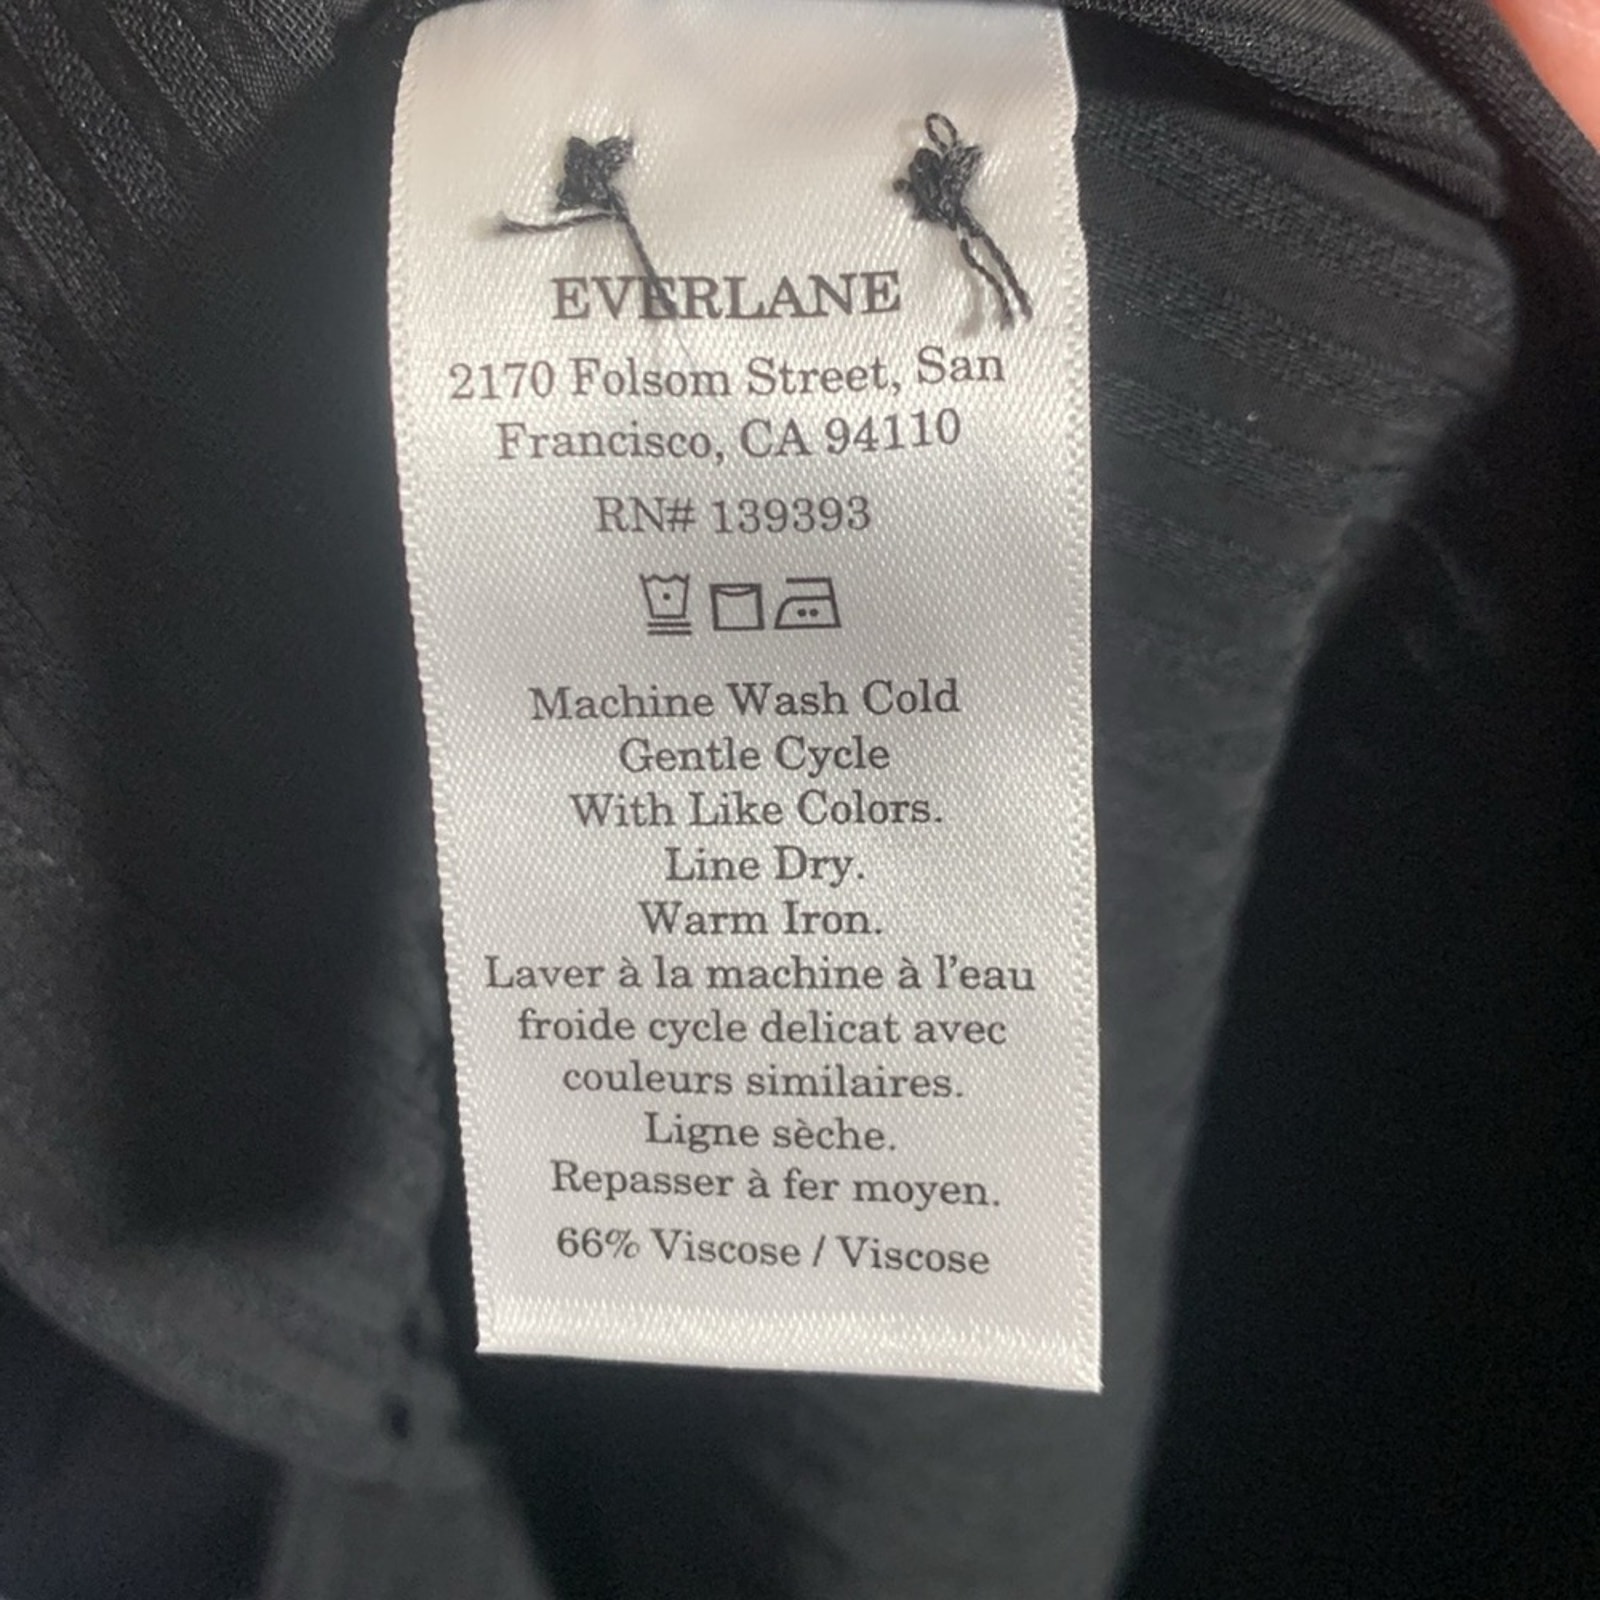 EVERLANE
2170 Folsom Street, San
Francisco, CA 94110
RN# 139393
Machine Wash Cold
Gentle Cycle
With Like Colors.
Line Dry.
Warm Iron.
Laver à la machine à l'eau
froide cycle delicat avec
couleurs similaires.
Ligne sèche.
Repasser à fer moyen.
66% Viscose / Viscose